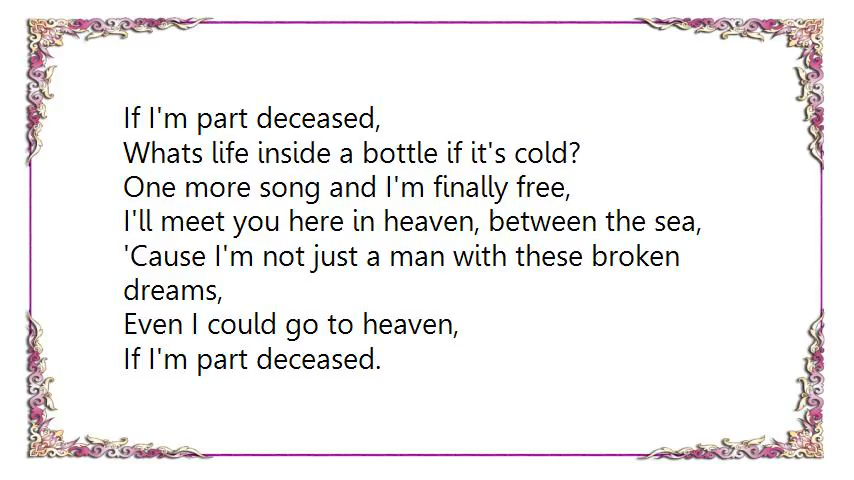 If I'm part deceased,
Whats life inside a bottle if it's cold?
One more song and I'm finally free,
I'll meet you here in heaven, between the sea,
'Cause I'm not just a man with these broken
dreams,
Even I could go to heaven,
If I'm part deceased.